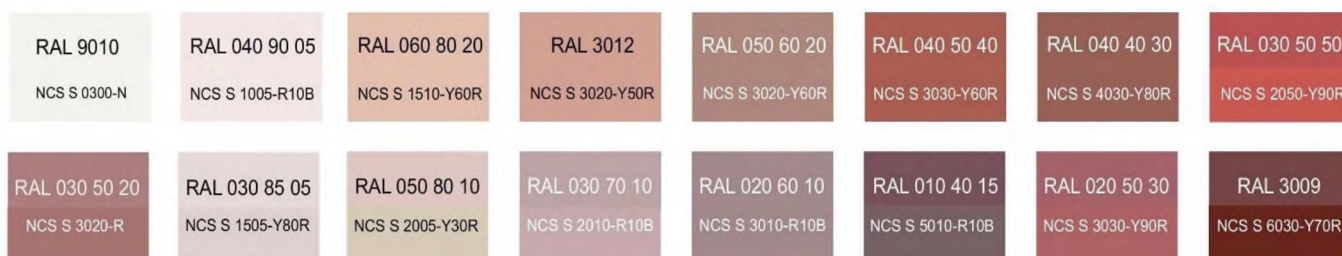 RAL 9010
NCS S 0300-N
RAL 040 90 05
NCS S 1005-R10B
RAL 060 80 20
NCS S 1510-Y60R
RAL 3012
NCS S 3020-Y50R
RAL 050 60 20
NCS S 3020-Y60R
RAL 040 50 40
NCS S 3030-Y60R
RAL 040 40 30
NCS S 4030-Y80R
RAL 030 50 50
NCS S 2050-Y90R
RAL 030 50 20
NCS S 3020-R
RAL 030 85 05
NCS S 1505-Y80R
RAL 050 80 10
NCS S 2005-Y30R
RAL 030 70 10
NCS S 2010-R10B
RAL 020 60 10
NCS S 3010-R10B
RAL 010 40 15
NCS S 5010-R10B
RAL 020 50 30
NCS S 3030-Y90R
RAL 3009
NCS S 6030-Y70R